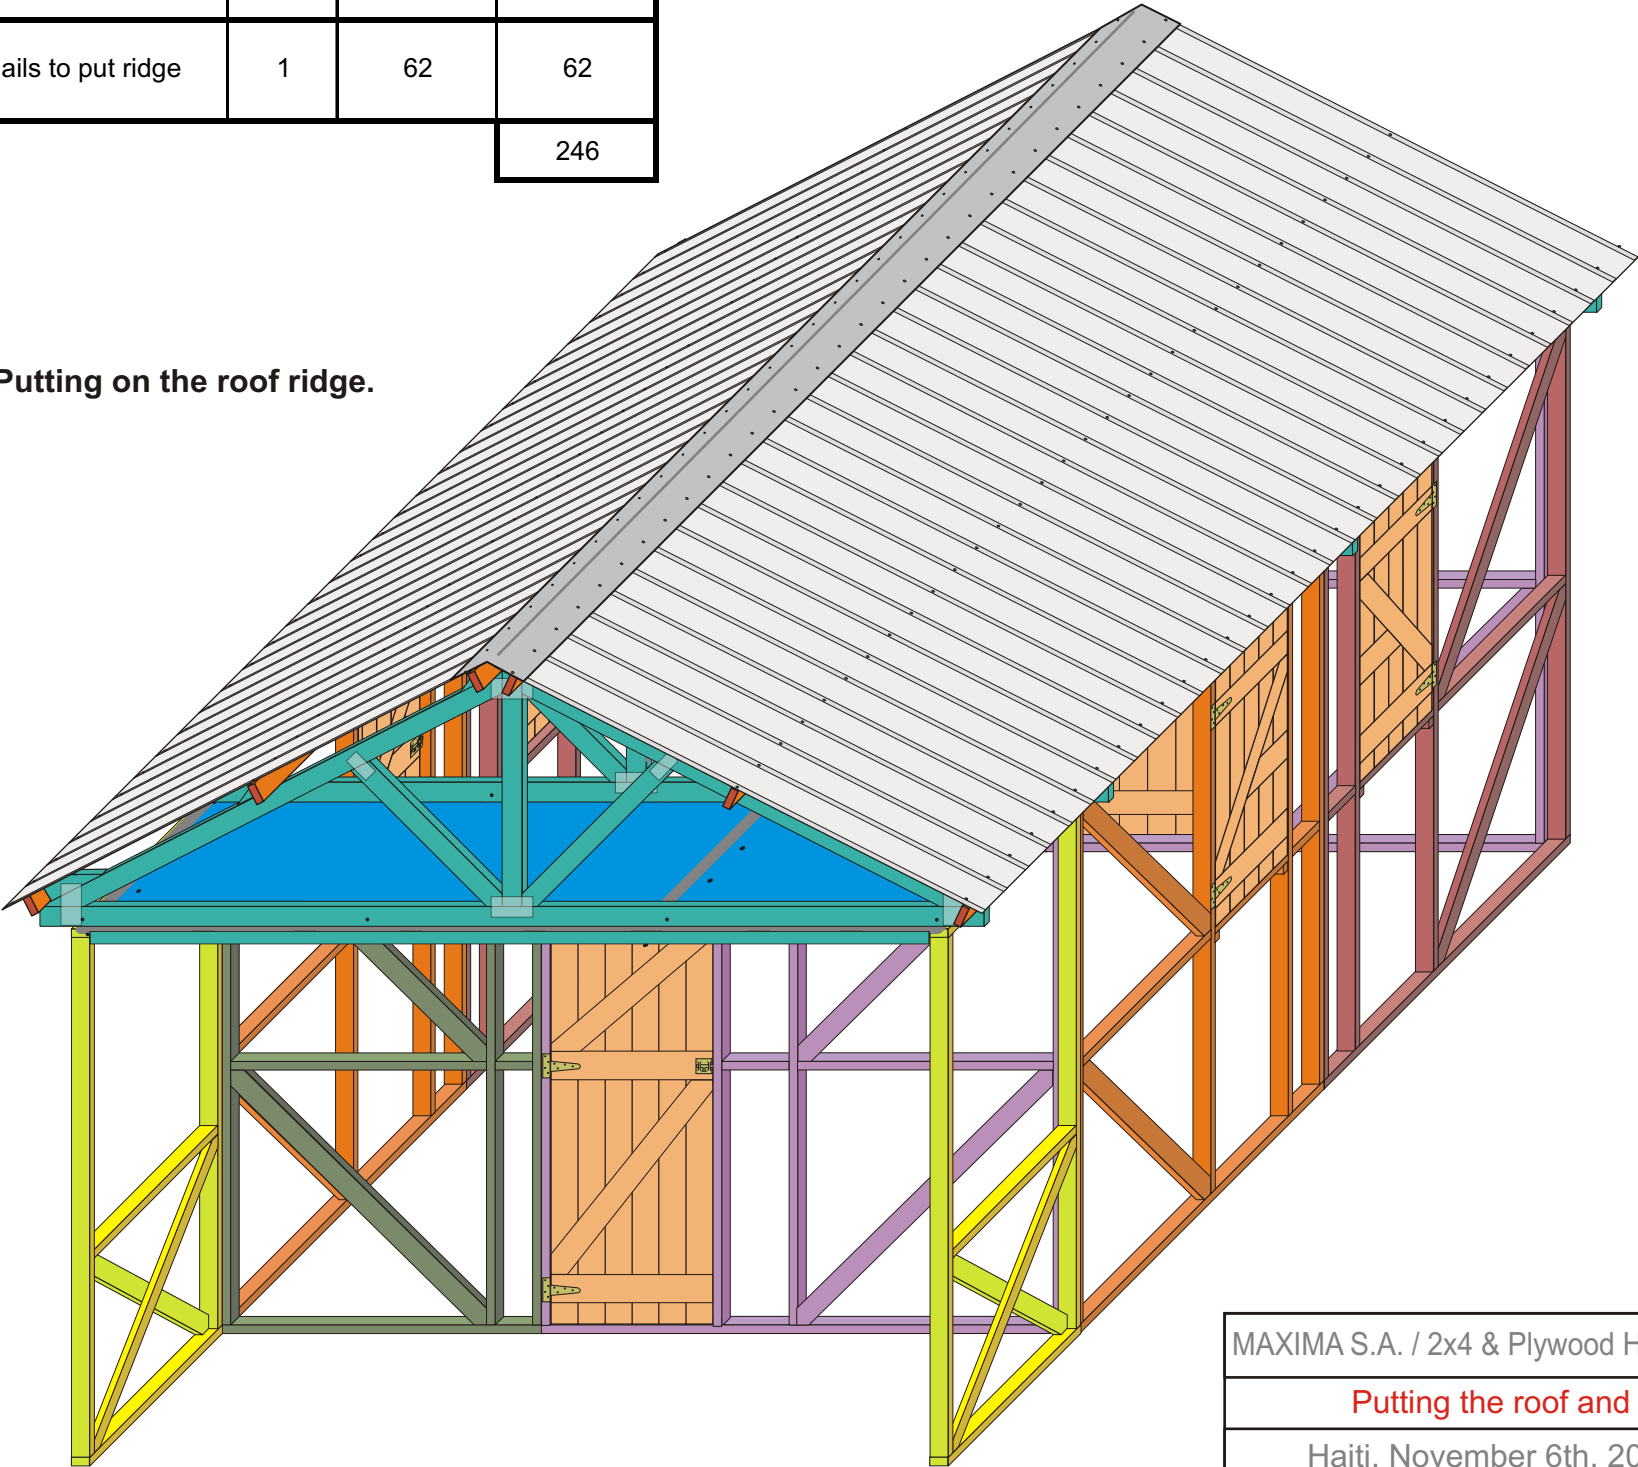 ails to put ridge 1 62 62
246
Putting on the roof ridge.
MAXIMA S.A. / 2x4 & Plywood H
Putting the roof and
Haiti, November 6th, 20